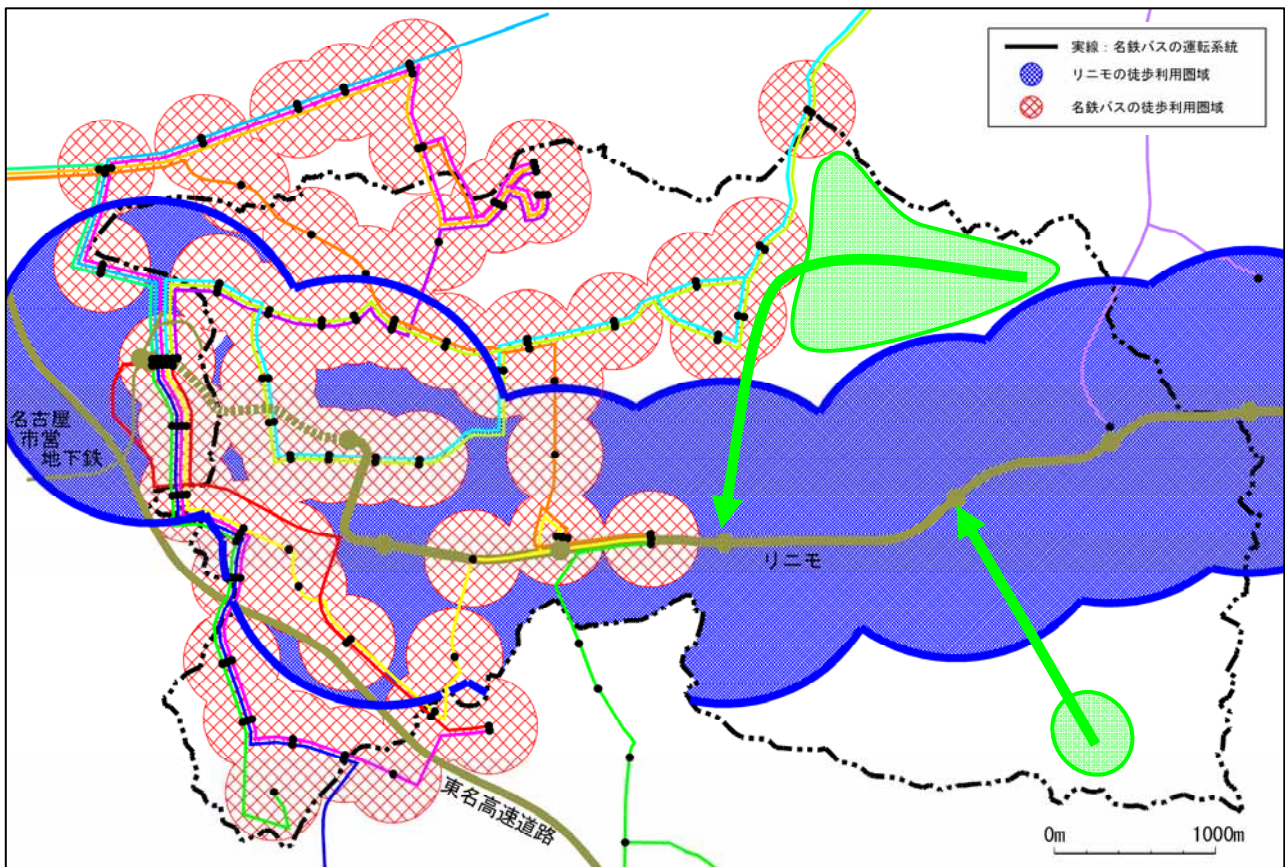 実線：名鉄バスの運転系統
リニモの徒歩利用圏域
名鉄バスの徒歩利用圏域
名古屋
市営
地下鉄
リニモ
東名高速道路
0m 1000m